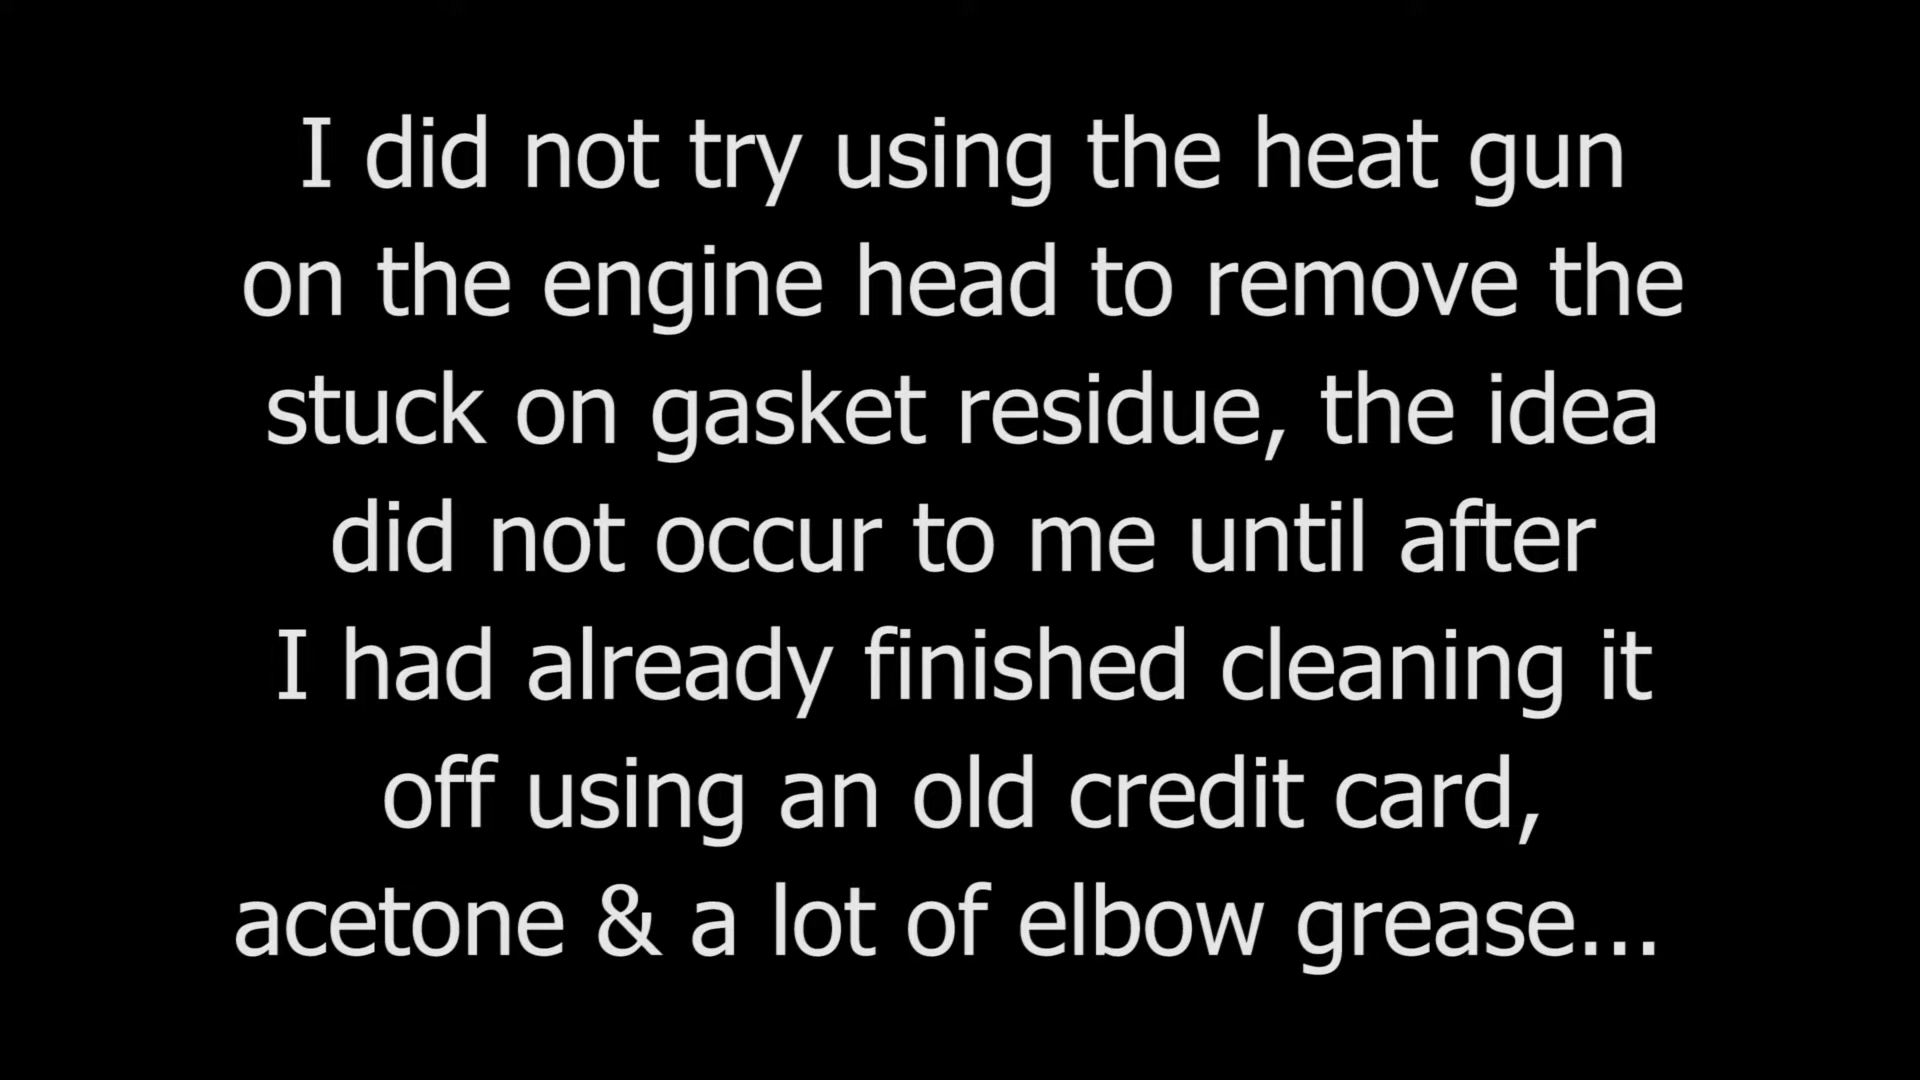 I did not try using the heat gun
on the engine head to remove the
stuck on gasket residue, the idea
did not occur to me until after
I had already finished cleaning it
off using an old credit card,
acetone & a lot of elbow grease...